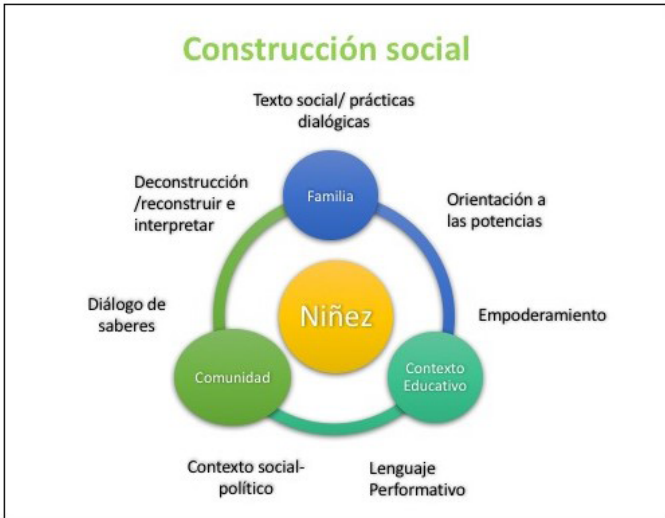 Construcción social
Texto social/ prácticas
dialógicas
Deconstrucción
/reconstruir e
interpretar
Familia
Orientación a
las potencias
Diálogo de
saberes
Niñez
Empoderamiento
Comunidad
Contexto
Educativo
Contexto social-
político
Lenguaje
Performativo